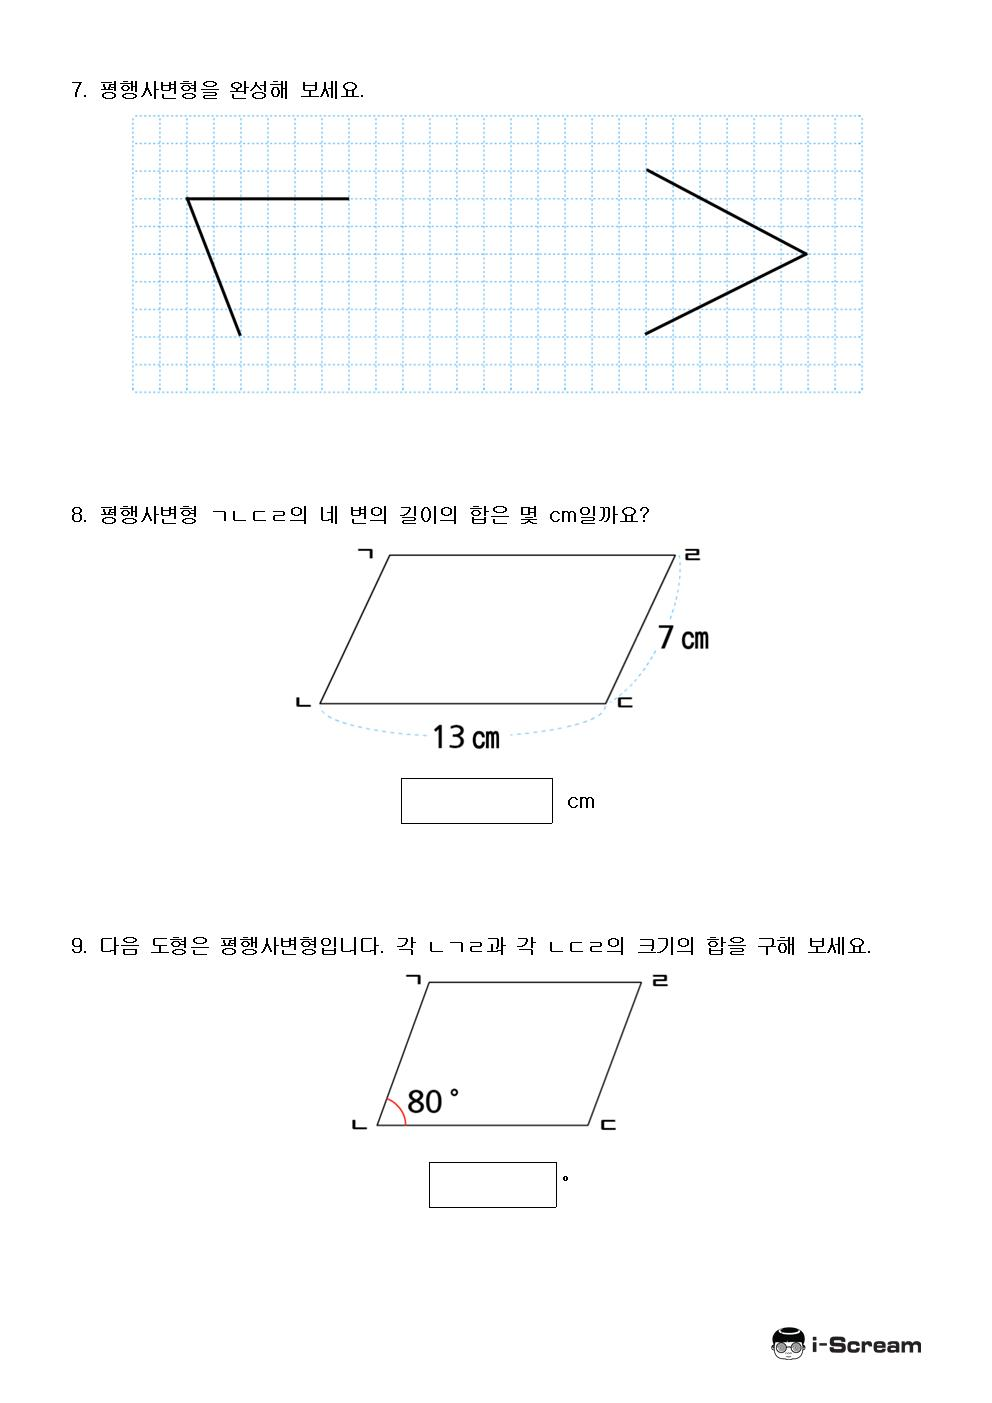 7. 평행사변형을 완성해 보세요.
8. 평행사변형 ㄱㄴㄷㄹ의 네 변의 길이의 합은 몇 cm일까요?
ㄱ ㄹ
7 cm
ㄴ ㄷ
13 cm
cm
9. 다음 도형은 평행사변형입니다. 각 ㄴㄱㄹ과 각 ㄴㄷㄹ의 크기의 합을 구해 보세요.
ㄱ ㄹ
80°
ㄴ ㄷ
°
i-Scream